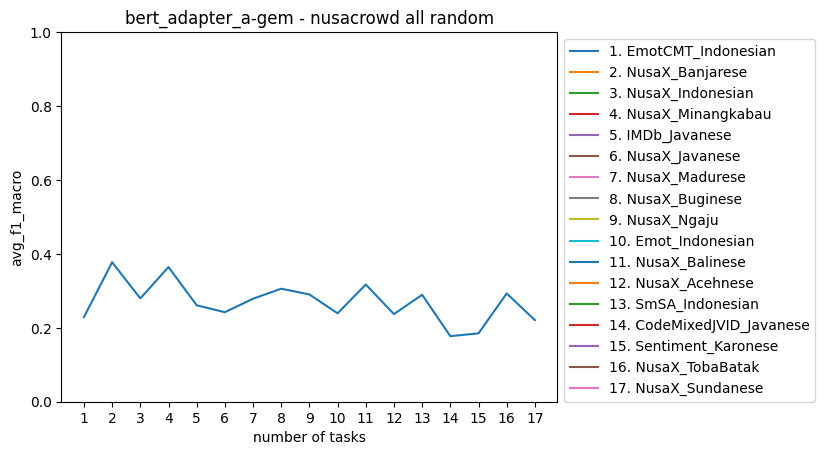 bert_adapter_a-gem - nusacrowd all random
avg_f1_macro
1.0
0.8
0.6
0.4
0.2
0.0
1 2 3 4 5 6 7 8 9 10 11 12 13 14 15 16 17
number of tasks
1. EmotCMT_Indonesian
2. NusaX_Banjarese
3. NusaX_Indonesian
4. NusaX_Minangkabau
5. IMDb_Javanese
6. NusaX_Javanese
7. NusaX_Madurese
8. NusaX_Buginese
9. NusaX_Ngaju
10. Emot_Indonesian
11. NusaX_Balinese
12. NusaX_Acehnese
13. SmSA_Indonesian
14. CodeMixedJVID_Javanese
15. Sentiment_Karonese
16. NusaX_TobaBatak
17. NusaX_Sundanese